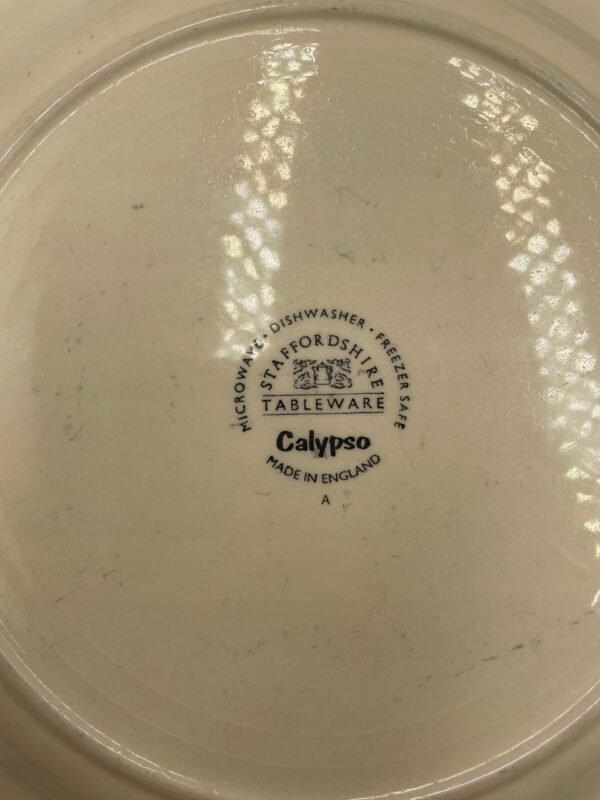 MICROWAVE • DISHWASHER • FREEZER SAFE
STAFFORDSHIRE
TABLEWARE
Calypso
MADE IN ENGLAND
A